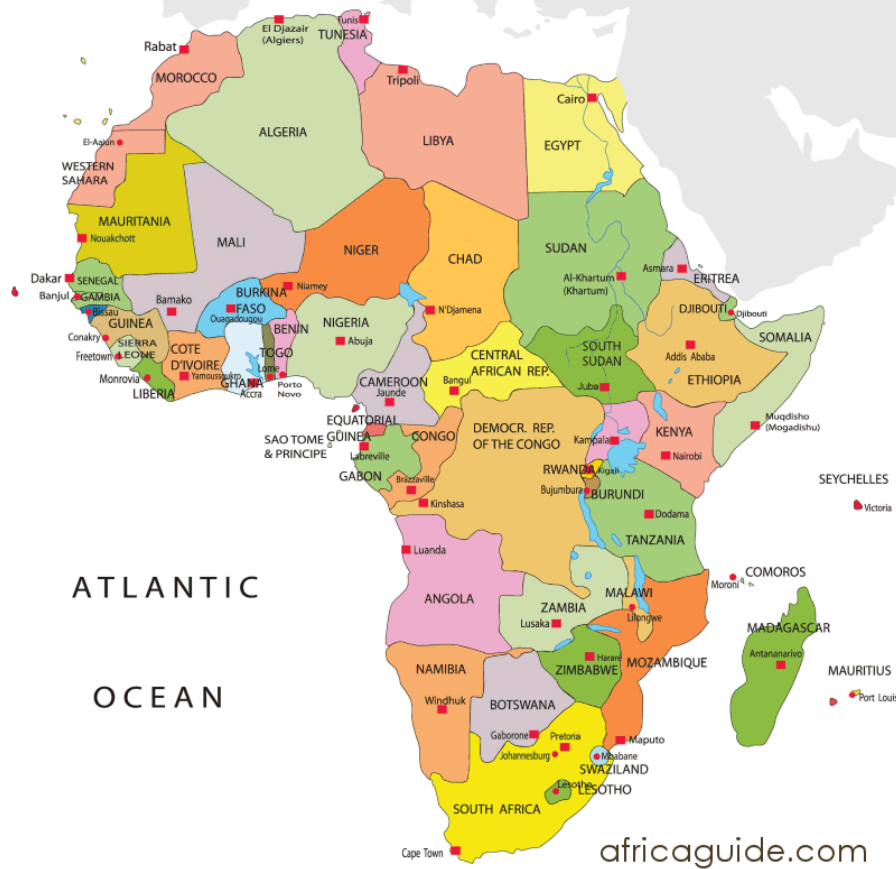 El Djazair
(Algiers)
Tunis
TUNISIA
Rabat
MOROCCO
Tripoli
Cairo
ALGERIA
LIBYA
EGYPT
El-Aaiun
WESTERN
SAHARA
MAURITANIA
Nouakchott
MALI
NIGER
CHAD
SUDAN
Al-Khartum
(Khartum)
Asmara
ERITREA
Dakar
SENEGAL
Banjul
GAMBIA
Bissau
Bamako
BURKINA
FASO
Ouagadougou
Niamey
N'Djamena
DJIBOUTI
Djibouti
GUINEA
Conakry
SIERRA
LEONE
Freetown
COTE
D'IVOIRE
Yamoussoukro
BENIN
NIGERIA
Abuja
TOGO
GHANA
Accra
Lome
Porto
Novo
Monrovia
LIBERIA
CAMEROON
Jaunde
CENTRAL
AFRICAN REP.
Bangul
SOUTH
SUDAN
Juba
Addis Ababa
ETHIOPIA
SOMALIA
Muqdisho
(Mogadishu)
EQUATORIAL
GUINEA
SAO TOME
& PRINCIPE
Labreville
GABON
CONGO
Brazzaville
Kinshasa
DEMOCR. REP.
OF THE CONGO
Kampala
KENYA
Nairobi
RWANDA
Kigali
Bujumbura
BURUNDI
Dodama
TANZANIA
SEYCHELLES
Victoria
Luanda
ANGOLA
ATLANTIC
OCEAN
ZAMBIA
Lusaka
MALAWI
Lilongwe
Moroni
COMOROS
MADAGASCAR
Antananarivo
MAURITIUS
Port Louis
NAMIBIA
Windhuk
BOTSWANA
Gaborone
Harare
ZIMBABWE
MOZAMBIQUE
Maputo
Pretoria
Johannesburg
Mbabane
SWAZILAND
Lesotho
LESOTHO
SOUTH AFRICA
Cape Town
africaguide.com